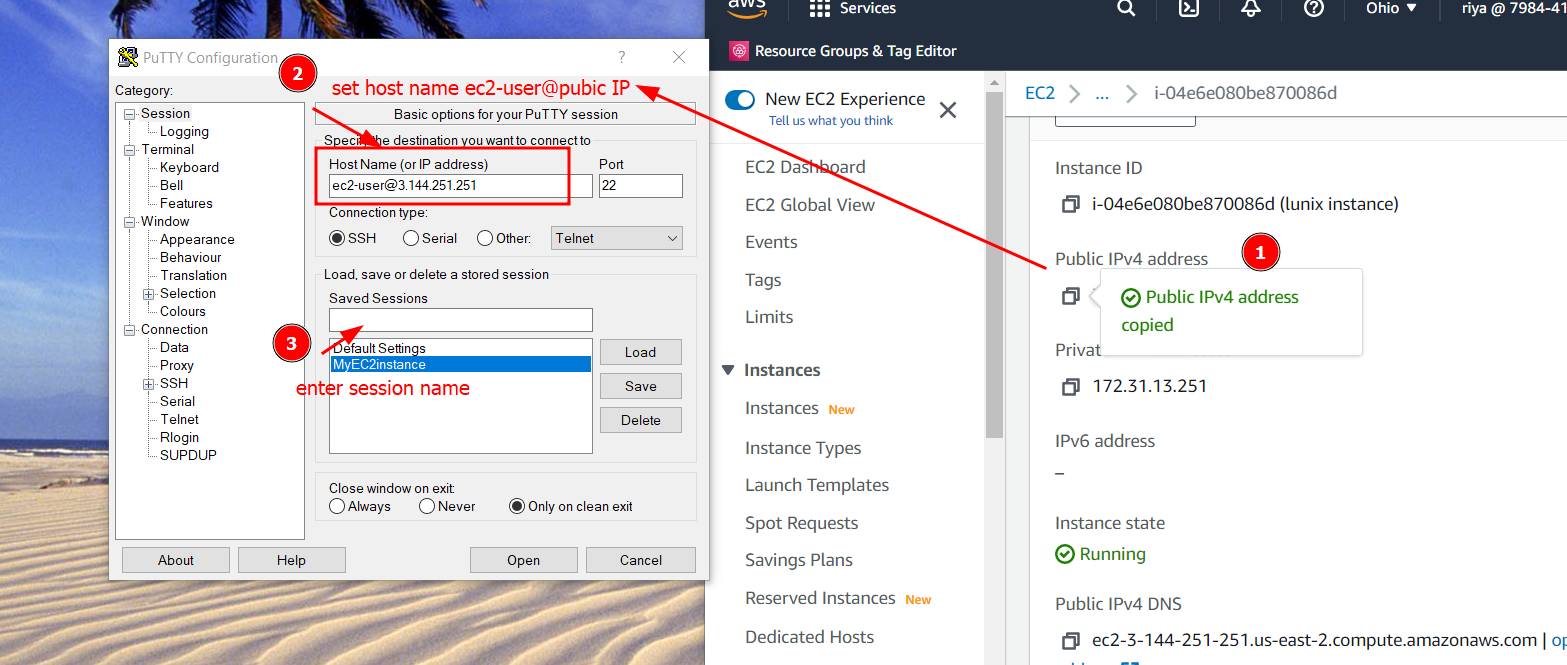 PuTTY Configuration
?
2
set host name ec2-user@pubic IP
Category:
Session
Logging
Terminal
Keyboard
Bell
Features
Window
Appearance
Behaviour
Translation
Selection
Colours
Connection
Data
Proxy
SSH
Serial
Telnet
Rlogin
SUPDUP
Basic options for your PuTTY session
Specify the destination you want to connect to
Host Name (or IP address)
Port
ec2-user@3.144.251.251
22
Connection type:
SSH
Serial
Other:
Telnet
Load, save or delete a stored session
Saved Sessions
3
Default Settings
MyEC2instance
enter session name
Load
Save
Delete
Close window on exit:
Always
Never
Only on clean exit
About
Help
Open
Cancel
aws
Services
Ohio
riya @ 7984-41
Resource Groups & Tag Editor
New EC2 Experience
Tell us what you think
EC2 Dashboard
EC2 Global View
Events
Tags
Limits
Instances
Instances New
Instance Types
Launch Templates
Spot Requests
Savings Plans
Reserved Instances New
Dedicated Hosts
EC2
...
i-04e6e080be870086d
Instance ID
i-04e6e080be870086d (lunix instance)
Public IPv4 address
1
Public IPv4 address
copied
Privat
172.31.13.251
IPv6 address
–
Instance state
Running
Public IPv4 DNS
ec2-3-144-251-251.us-east-2.compute.amazonaws.com | op